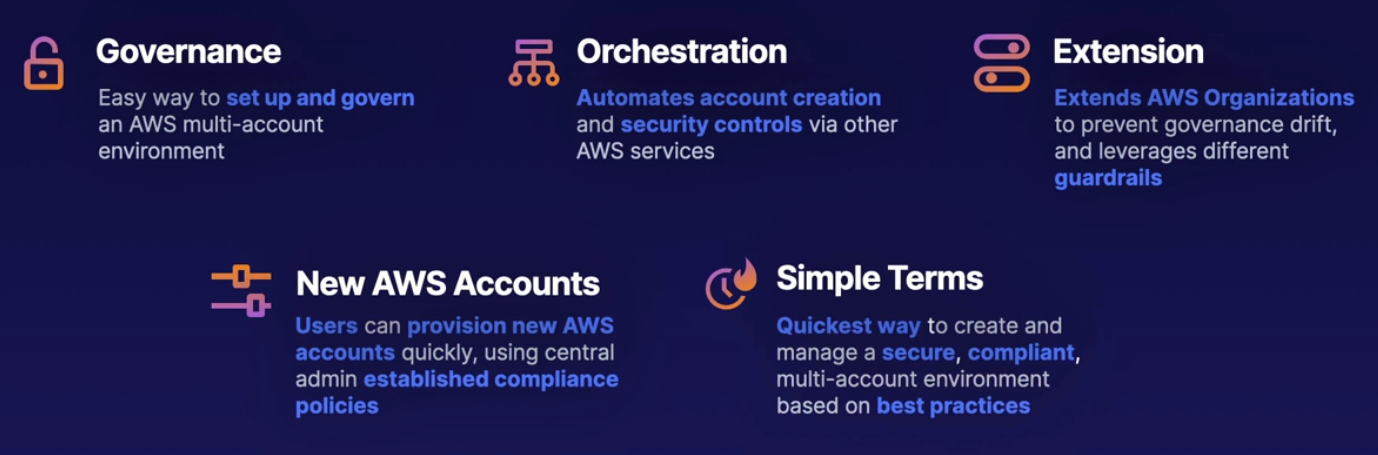 Governance
Easy way to set up and govern
an AWS multi-account
environment
Orchestration
Automates account creation
and security controls via other
AWS services
Extension
Extends AWS Organizations
to prevent governance drift,
and leverages different
guardrails
New AWS Accounts
Users can provision new AWS
accounts quickly, using central
admin established compliance
policies
Simple Terms
Quickest way to create and
manage a secure, compliant,
multi-account environment
based on best practices